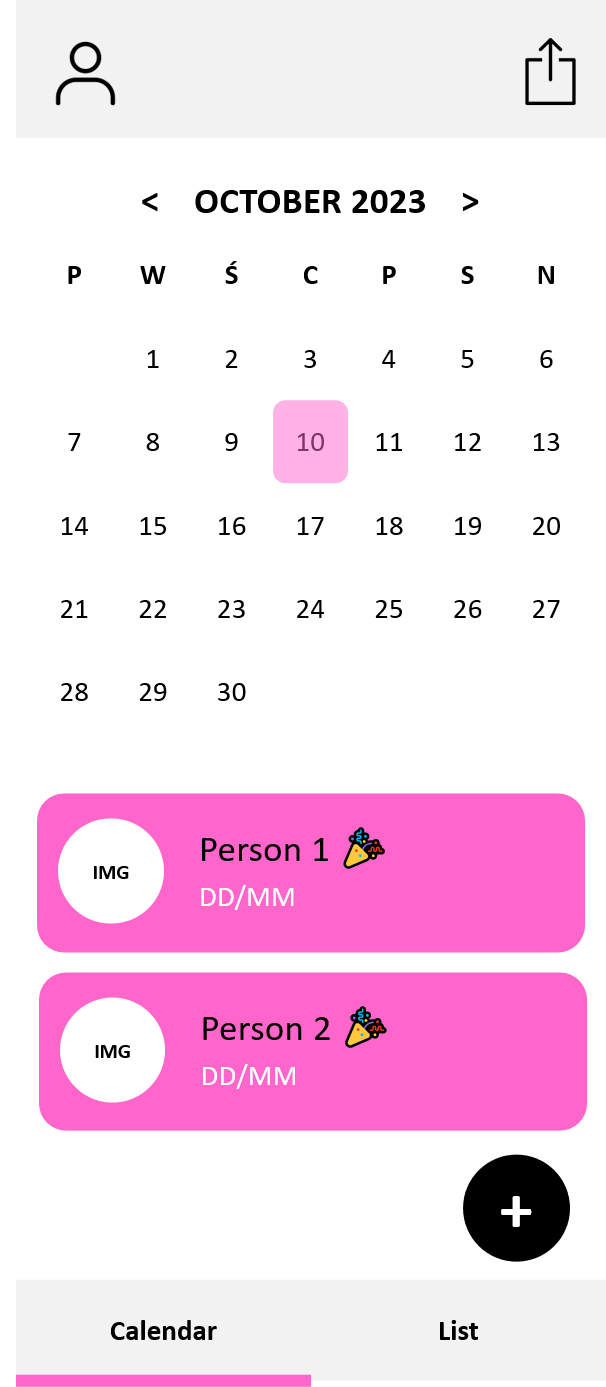 < OCTOBER 2023 >
P W Ś C P S N
1 2 3 4 5 6
7 8 9 10 11 12 13
14 15 16 17 18 19 20
21 22 23 24 25 26 27
28 29 30
IMG
Person 1
DD/MM
IMG
Person 2
DD/MM
+
Calendar List